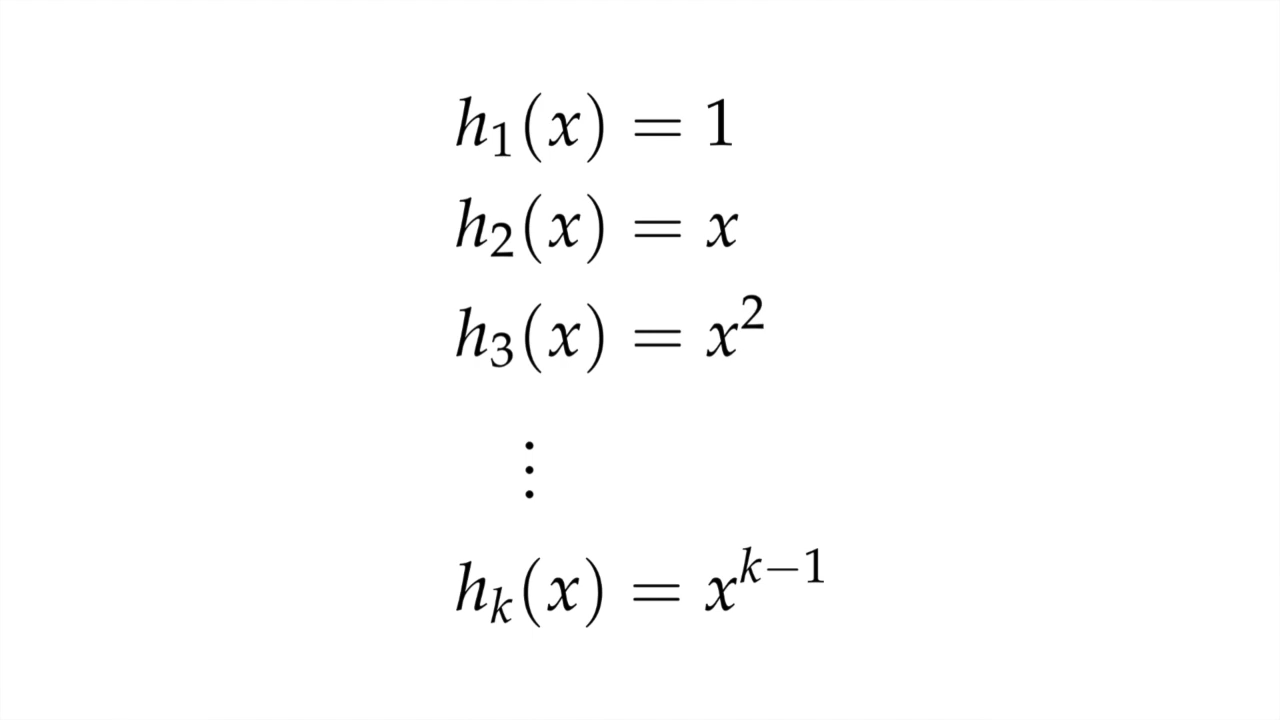 h₁(x) = 1
h₂(x) = x
h₃(x) = x²
⋮
hₖ(x) = xᵏ⁻¹